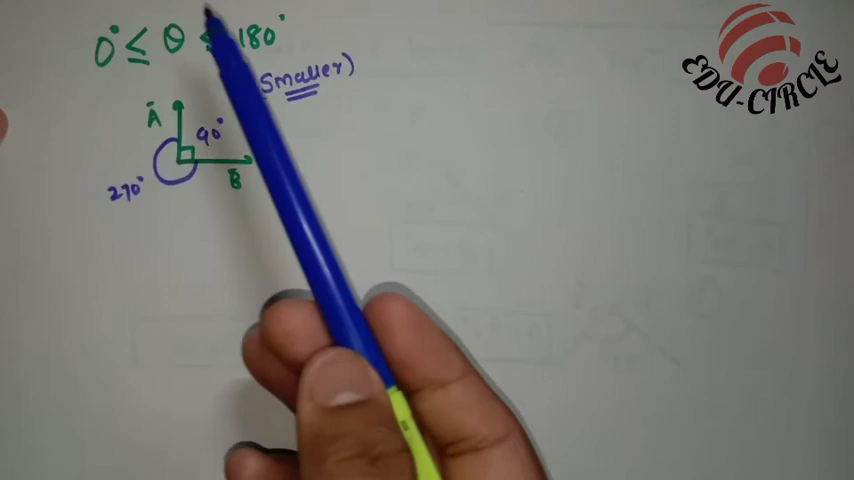 0° ≤ θ ≤ 180°
(Smaller)
A
90°
270°
B
EDU-CIRCLE